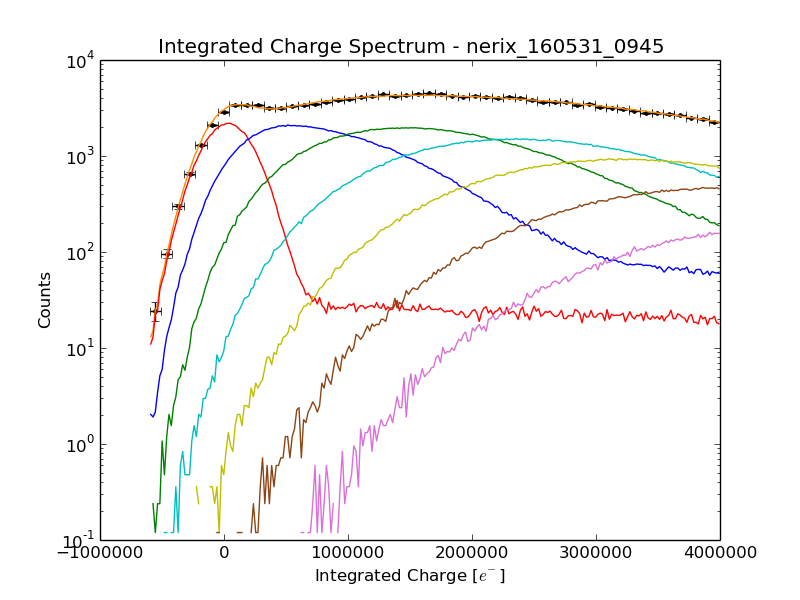 Integrated Charge Spectrum - nerix_160531_0945
10^4
10^3
10^2
10^1
10^0
10^-1
Counts
−1000000 0 1000000 2000000 3000000 4000000
Integrated Charge [e^-]